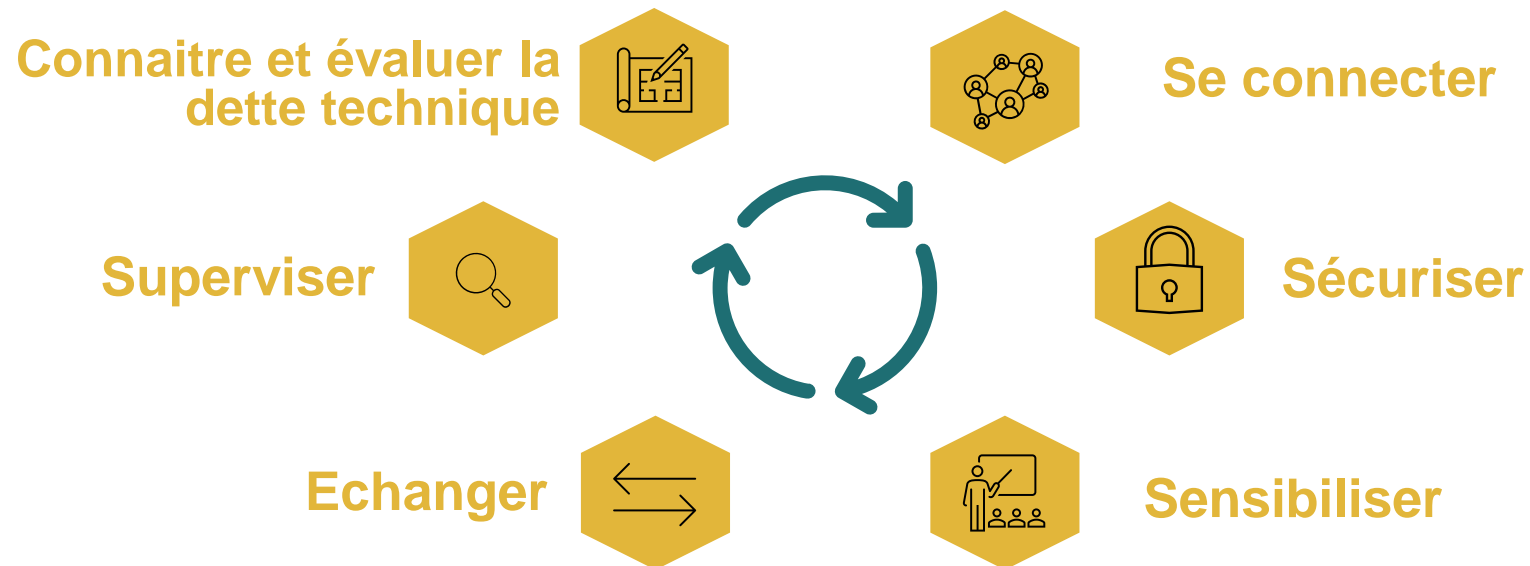 Connaitre et évaluer la
dette technique
Se connecter
Superviser
Sécuriser
Echanger
Sensibiliser